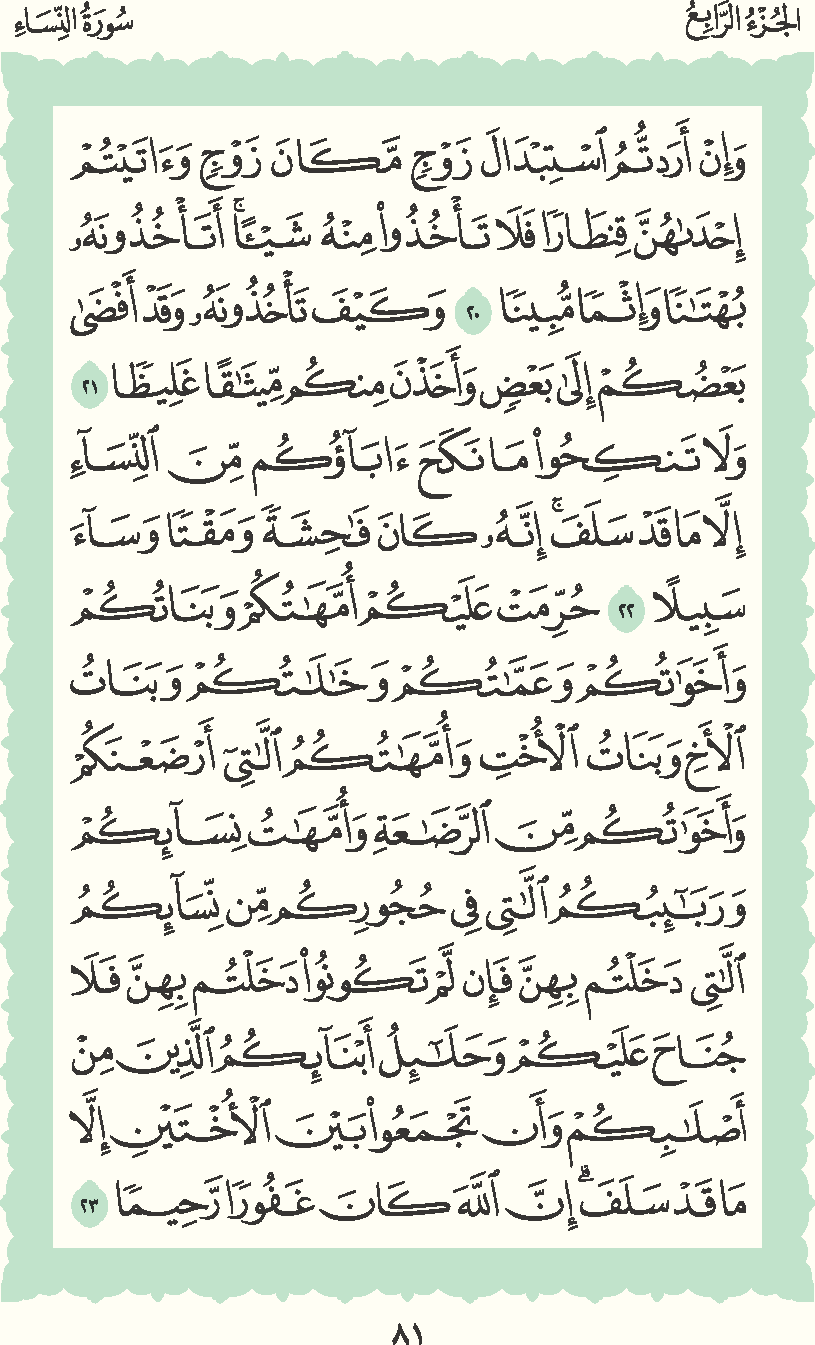 الجُزْءُ الرَّابِعُ
سُورَةُ النِّسَاءِ
وَإِنْ أَرَدتُّمُ ٱسْتِبْدَالَ زَوْجٍ مَّكَانَ زَوْجٍ وَءَاتَيْتُمْ
إِحْدَىٰهُنَّ قِنطَارًا فَلَا تَأْخُذُوا۟ مِنْهُ شَيْـًٔا ۚ أَتَأْخُذُونَهُۥ
بُهْتَـٰنًا وَإِثْمًا مُّبِينًا ٢٠ وَكَيْفَ تَأْخُذُونَهُۥ وَقَدْ أَفْضَىٰ
بَعْضُكُمْ إِلَىٰ بَعْضٍ وَأَخَذْنَ مِنكُم مِّيثَـٰقًا غَلِيظًا ٢١
وَلَا تَنكِحُوا۟ مَا نَكَحَ ءَابَآؤُكُم مِّنَ ٱلنِّسَآءِ
إِلَّا مَا قَدْ سَلَفَ ۚ إِنَّهُۥ كَانَ فَـٰحِشَةً وَمَقْتًا وَسَآءَ
سَبِيلًا ٢٢ حُرِّمَتْ عَلَيْكُمْ أُمَّهَـٰتُكُمْ وَبَنَاتُكُمْ
وَأَخَوَٰتُكُمْ وَعَمَّـٰتُكُمْ وَخَـٰلَـٰتُكُمْ وَبَنَاتُ
ٱلْأَخِ وَبَنَاتُ ٱلْأُخْتِ وَأُمَّهَـٰتُكُمُ ٱلَّـٰتِىٓ أَرْضَعْنَكُمْ
وَأَخَوَٰتُكُم مِّنَ ٱلرَّضَـٰعَةِ وَأُمَّهَـٰتُ نِسَآئِكُمْ
وَرَبَـٰٓئِبُكُمُ ٱلَّـٰتِى فِى حُجُورِكُم مِّن نِّسَآئِكُمُ
ٱلَّـٰتِى دَخَلْتُم بِهِنَّ فَإِن لَّمْ تَكُونُوا۟ دَخَلْتُم بِهِنَّ فَلَا
جُنَاحَ عَلَيْكُمْ وَحَلَـٰٓئِلُ أَبْنَآئِكُمُ ٱلَّذِينَ مِنْ
أَصْلَـٰبِكُمْ وَأَن تَجْمَعُوا۟ بَيْنَ ٱلْأُخْتَيْنِ إِلَّا
مَا قَدْ سَلَفَ ۗ إِنَّ ٱللَّهَ كَانَ غَفُورًا رَّحِيمًا ٢٣
٨١